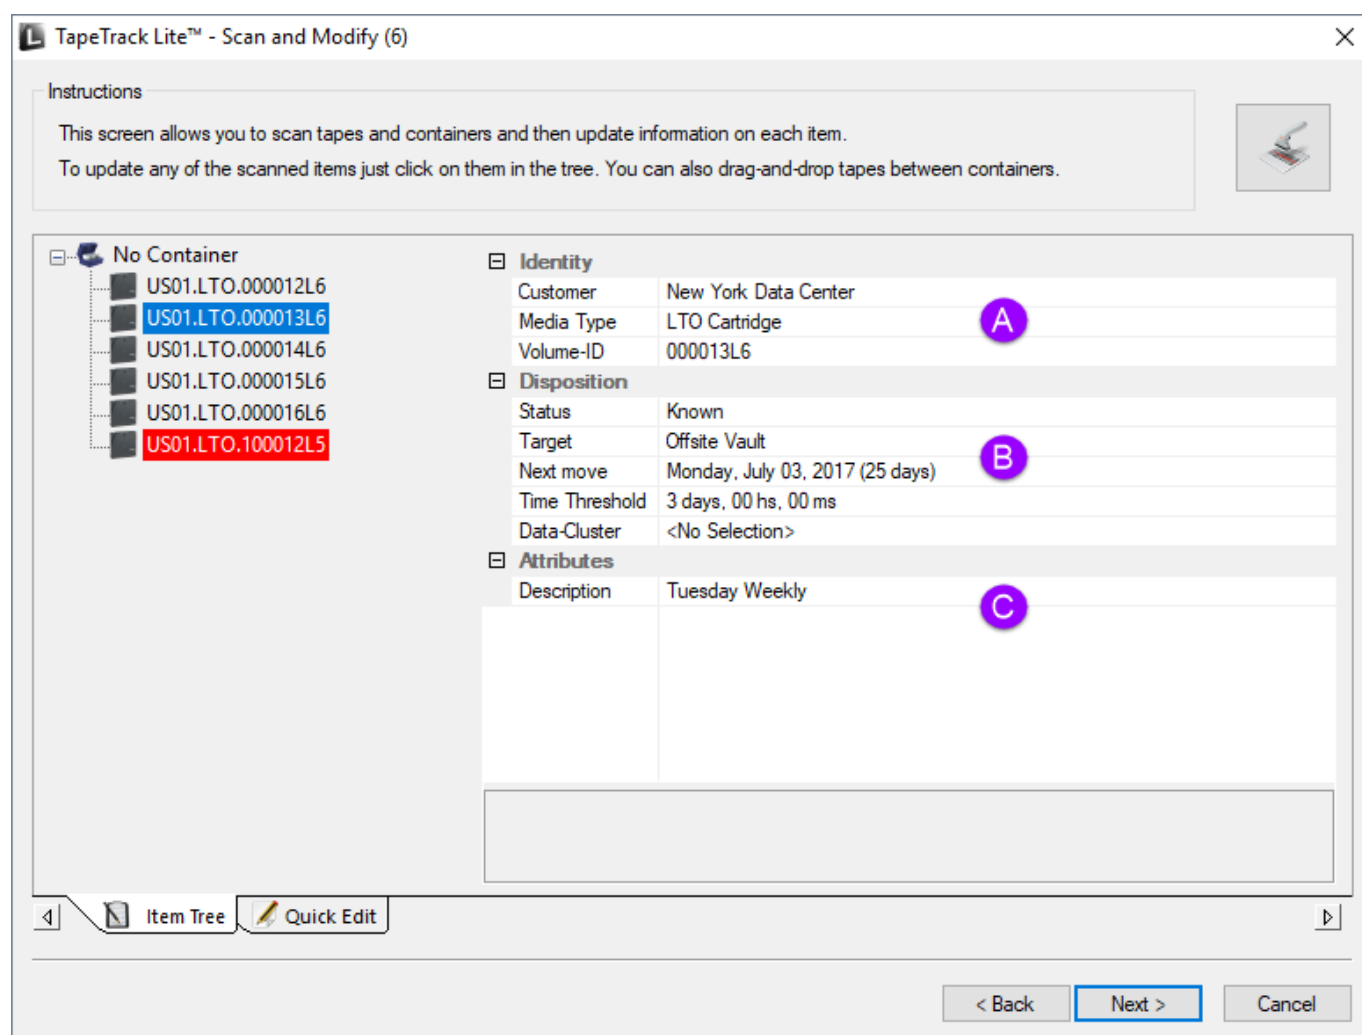 TapeTrack Lite™ - Scan and Modify (6)
Instructions
This screen allows you to scan tapes and containers and then update information on each item.
To update any of the scanned items just click on them in the tree. You can also drag-and-drop tapes between containers.
No Container
US01.LTO.000012L6
US01.LTO.000013L6
US01.LTO.000014L6
US01.LTO.000015L6
US01.LTO.000016L6
US01.LTO.100012L5
Identity
Customer New York Data Center
Media Type LTO Cartridge
Volume-ID 000013L6
A
Disposition
Status Known
Target Offsite Vault
Next move Monday, July 03, 2017 (25 days)
Time Threshold 3 days, 00 hs, 00 ms
Data-Cluster <No Selection>
B
Attributes
Description Tuesday Weekly
C
Item Tree Quick Edit
< Back Next > Cancel